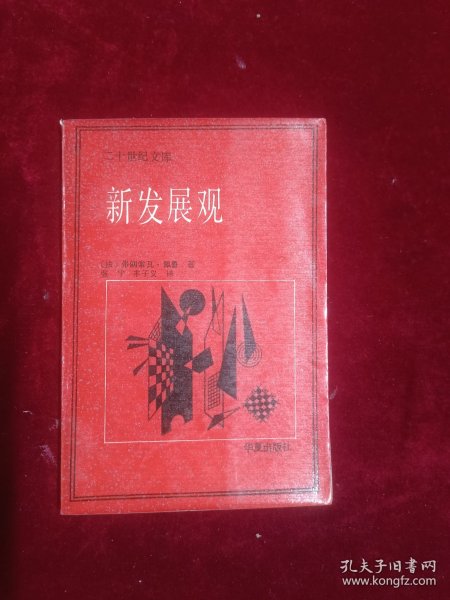 二十世纪文库
新发展观
[法] 弗朗索瓦·佩鲁 著
张宁 丰子义 译
华夏出版社
孔夫子旧书网
www.kongfz.com